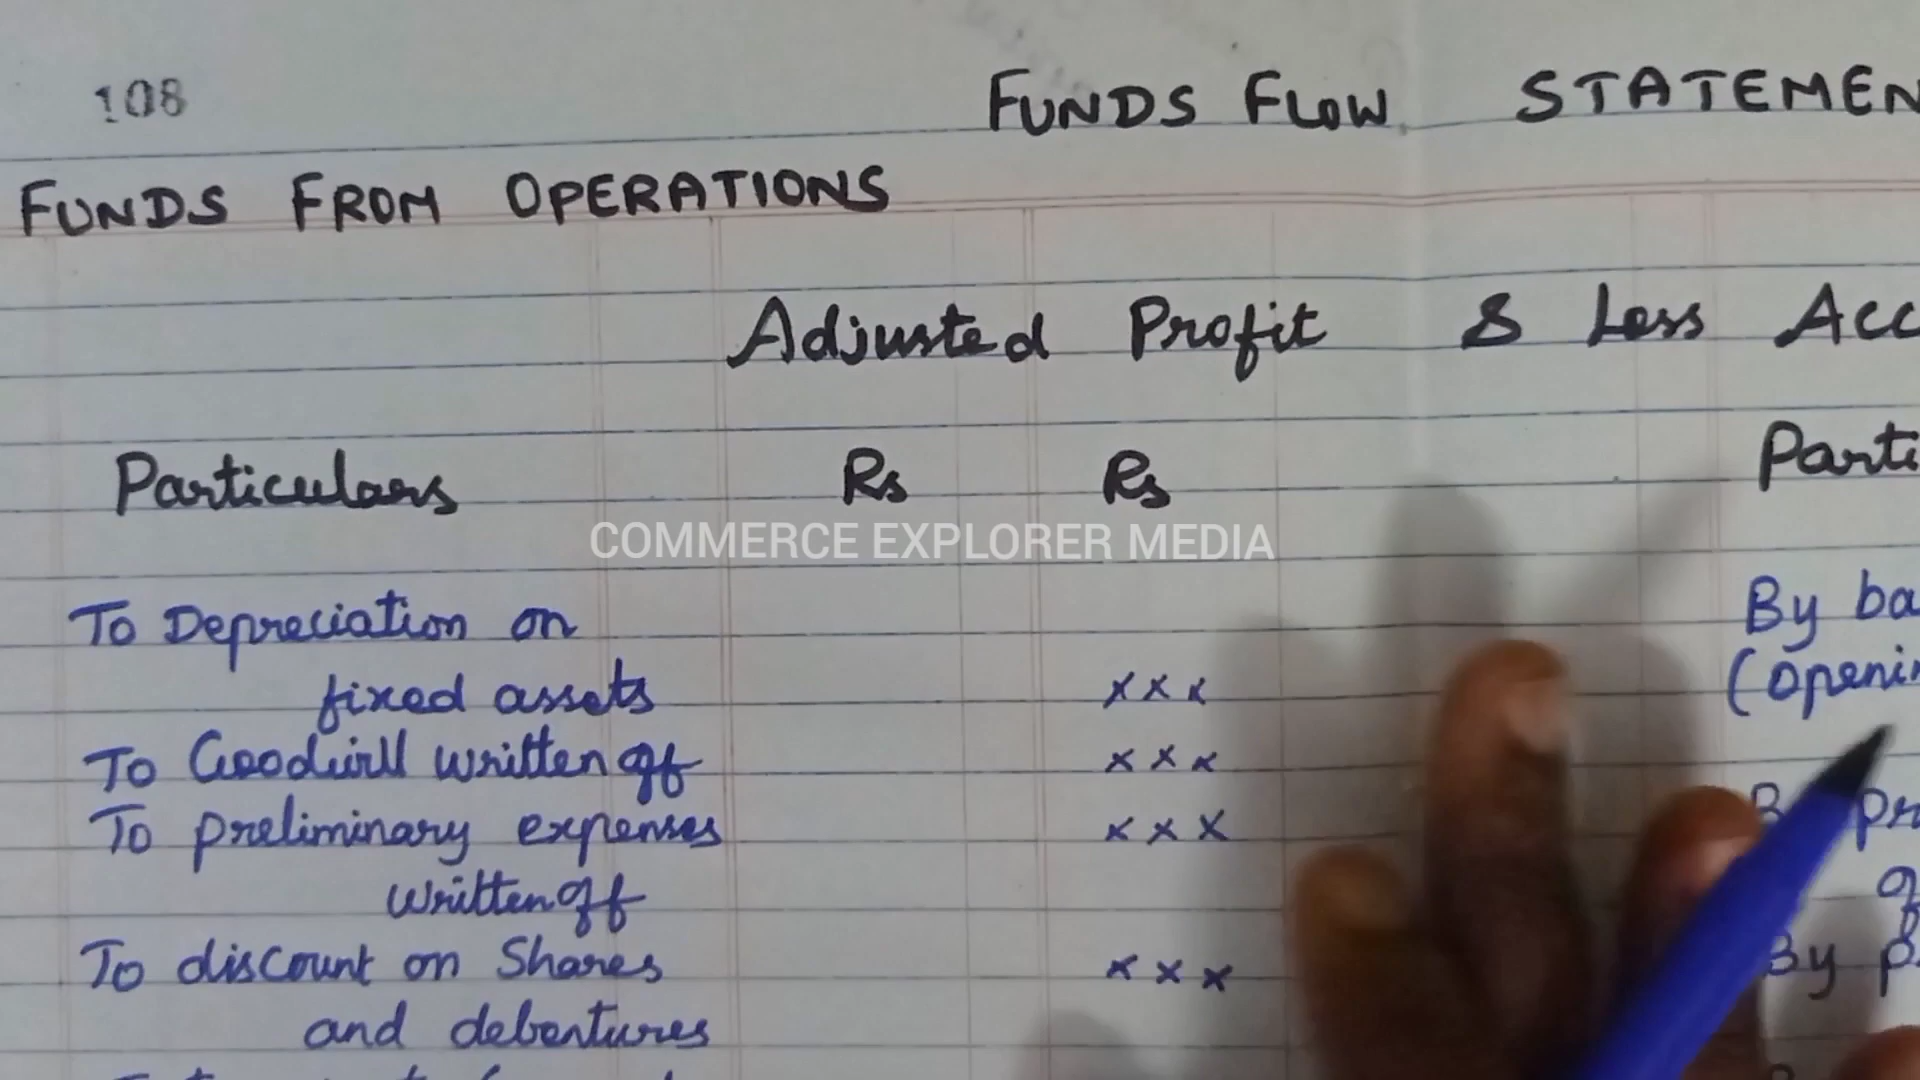 108
FUNDS FLOW STATEMEN
FUNDS FROM OPERATIONS
Adjusted Profit & Loss Acc
Particulars Rs Rs Parti
COMMERCE EXPLORER MEDIA
To Depreciation on By ba
fixed assets xxx (openin
To Goodwill written off xxx
To preliminary expenses xxx
written off
To discount on Shares xxx By p
and debentures